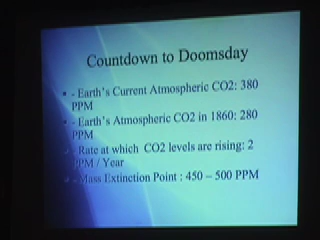 Countdown to Doomsday
- Earth's Current Atmospheric CO2: 380
PPM
- Earth's Atmospheric CO2 in 1860: 280
PPM
- Rate at which CO2 levels are rising: 2
PPM / Year
- Mass Extinction Point : 450 – 500 PPM